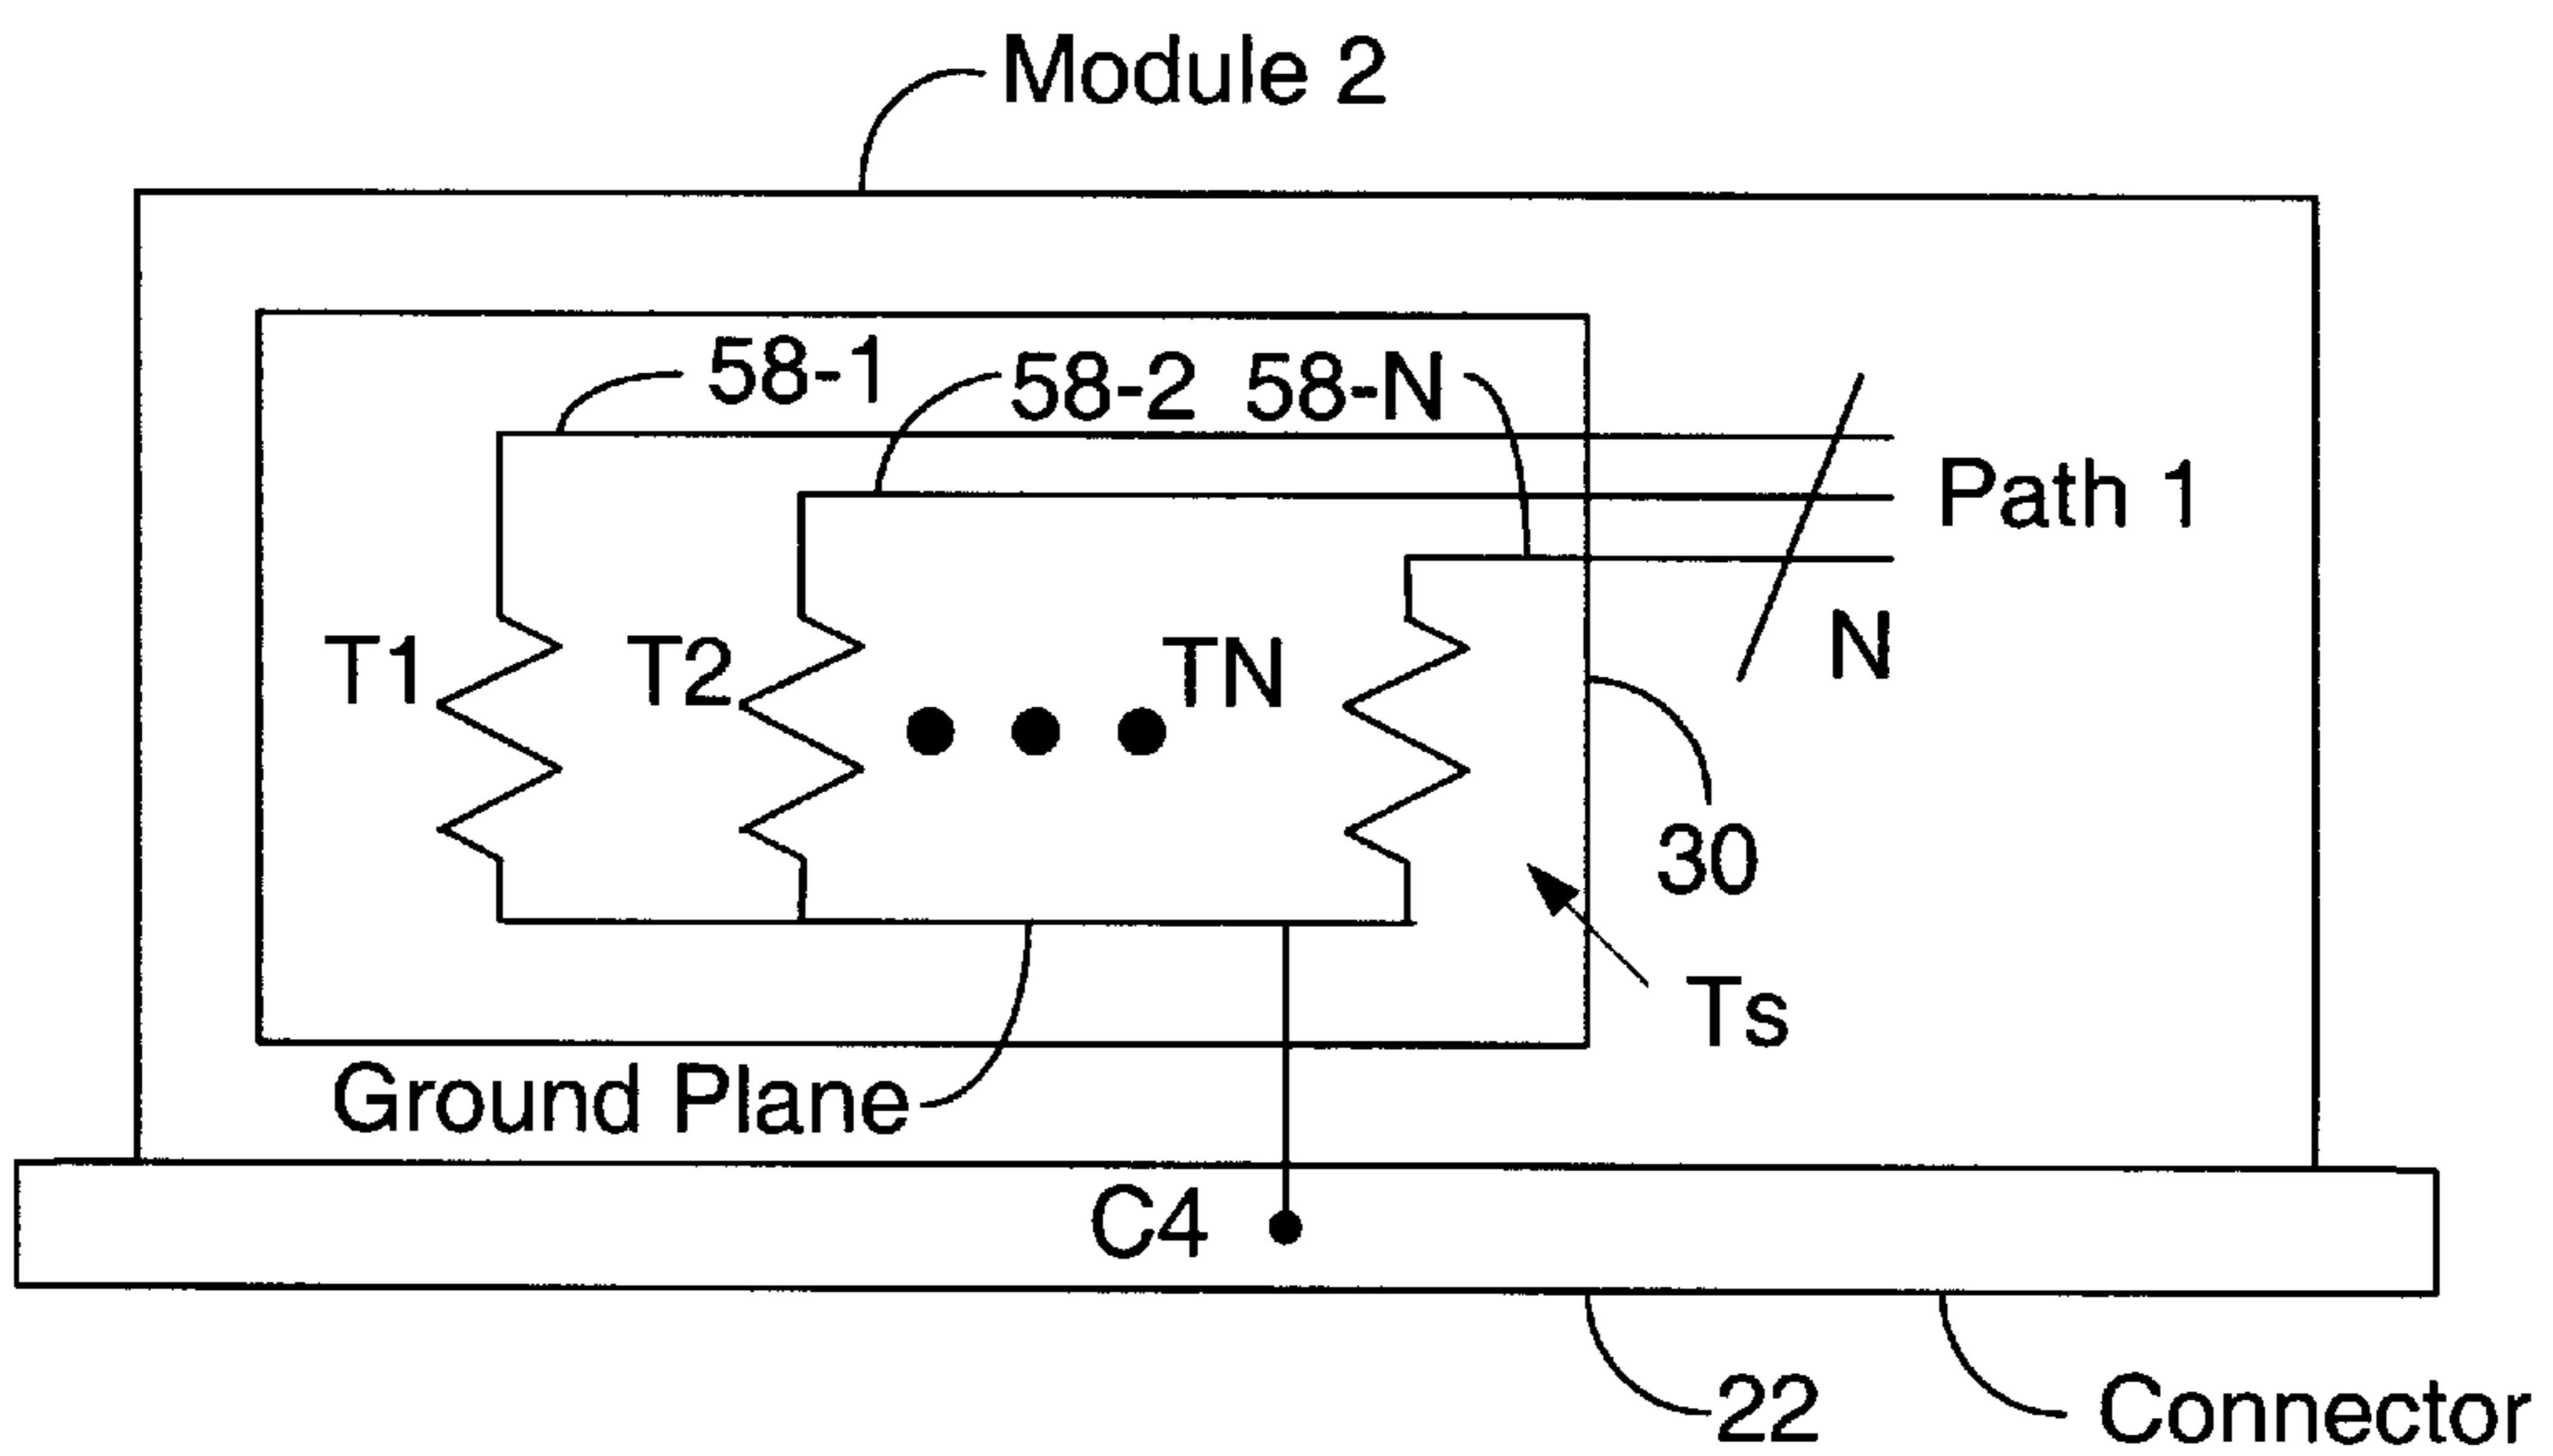 Module 2
58-1
58-2
58-N
Path 1
N
T1
T2
TN
30
Ts
Ground Plane
C4
22
Connector